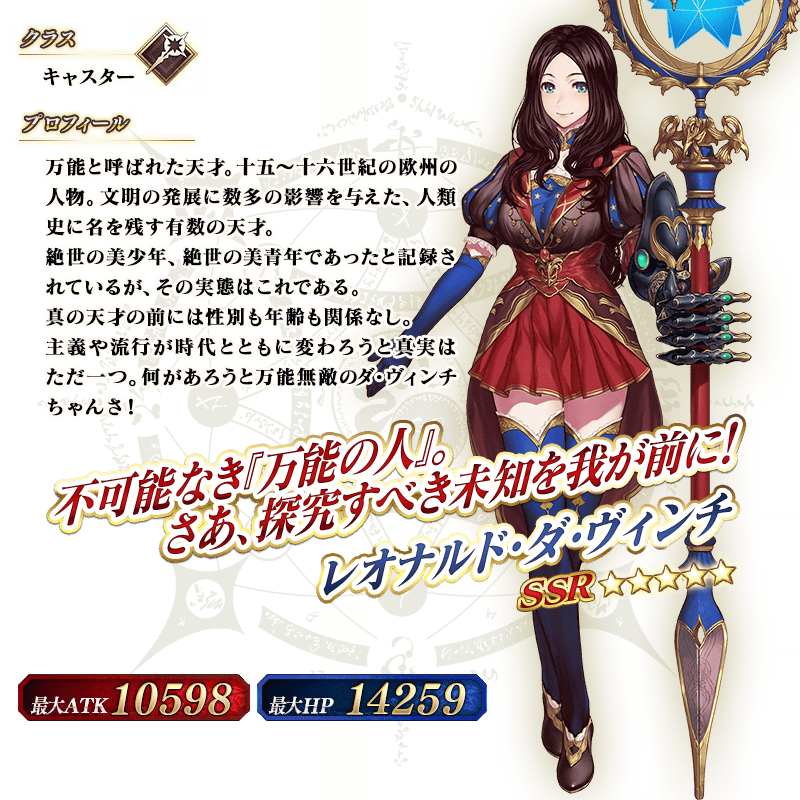 クラス
キャスター
プロフィール
万能と呼ばれた天才。十五〜十六世紀の欧州の
人物。文明の発展に数多の影響を与えた、人類
史に名を残す有数の天才。
絶世の美少年、絶世の美青年であったと記録さ
れているが、その実態はこれである。
真の天才の前には性別も年齢も関係なし。
主義や流行が時代とともに変わろうと真実は
ただ一つ。何があろうと万能無敵のダ・ヴィンチ
ちゃんさ!
不可能なき『万能の人』。
さあ、探究すべき未知を我が前に!
レオナルド・ダ・ヴィンチ
SSR ☆☆☆☆☆
最大ATK 10598
最大HP 14259